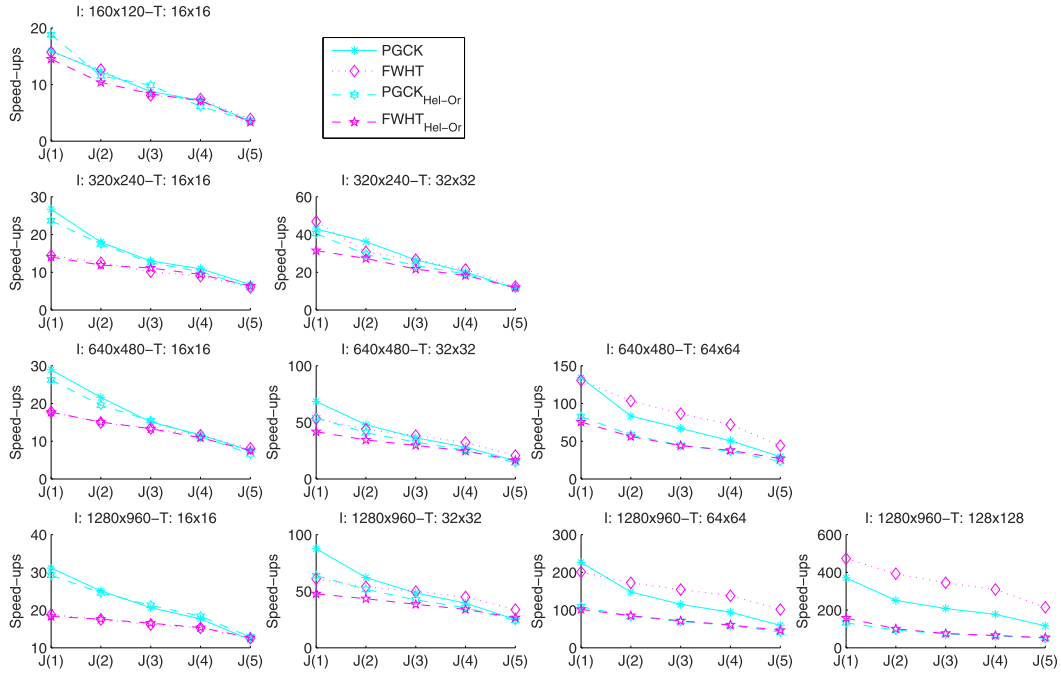 I: 160x120−T: 16x16
Speed−ups
20
10
0
J(1) J(2) J(3) J(4) J(5)
PGCK
FWHT
PGCK Hel−Or
FWHT Hel−Or
I: 320x240−T: 16x16
Speed−ups
30
20
10
0
J(1) J(2) J(3) J(4) J(5)
I: 320x240−T: 32x32
Speed−ups
60
40
20
0
J(1) J(2) J(3) J(4) J(5)
I: 640x480−T: 16x16
Speed−ups
30
20
10
0
J(1) J(2) J(3) J(4) J(5)
I: 640x480−T: 32x32
Speed−ups
100
50
0
J(1) J(2) J(3) J(4) J(5)
I: 640x480−T: 64x64
Speed−ups
150
100
50
0
J(1) J(2) J(3) J(4) J(5)
I: 1280x960−T: 16x16
Speed−ups
40
30
20
10
J(1) J(2) J(3) J(4) J(5)
I: 1280x960−T: 32x32
Speed−ups
100
50
0
J(1) J(2) J(3) J(4) J(5)
I: 1280x960−T: 64x64
Speed−ups
300
200
100
0
J(1) J(2) J(3) J(4) J(5)
I: 1280x960−T: 128x128
Speed−ups
600
400
200
0
J(1) J(2) J(3) J(4) J(5)